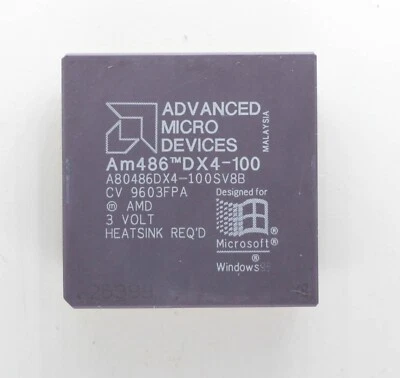 ADVANCED
MICRO
DEVICES
MALAYSIA
Am486™DX4-100
A80486DX4-100SV8B
CV 9603FPA
Ⓜ AMD
3 VOLT
HEATSINK REQ'D
Designed for
Microsoft®
Windows